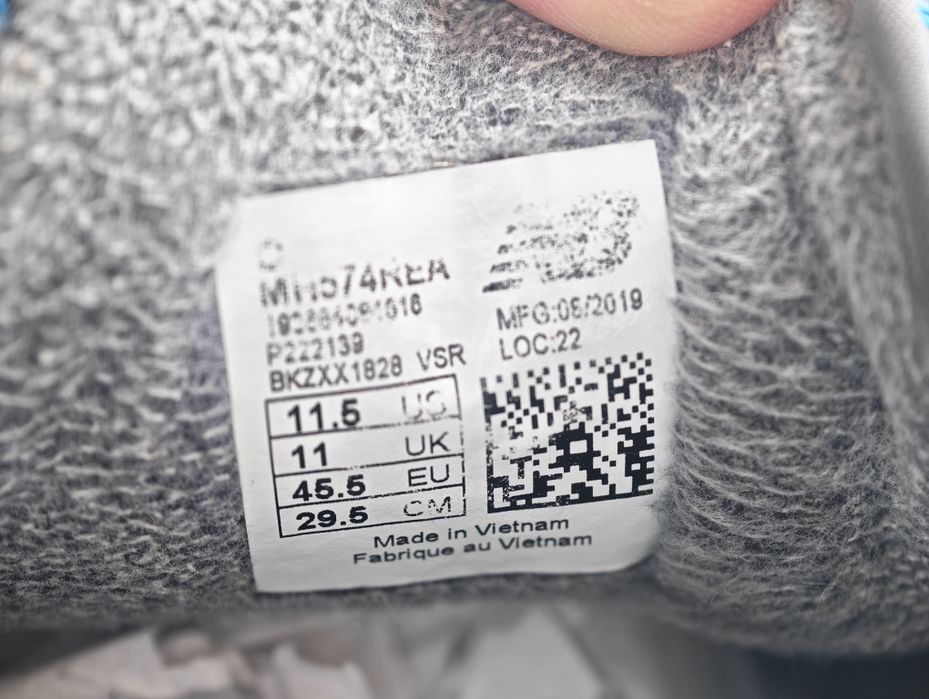 MH574REA
P222139
BKZXX1828 VSR
11.5 US
11 UK
45.5 EU
29.5 CM
MFG:08/2019
LOC:22
Made in Vietnam
Fabrique au Vietnam